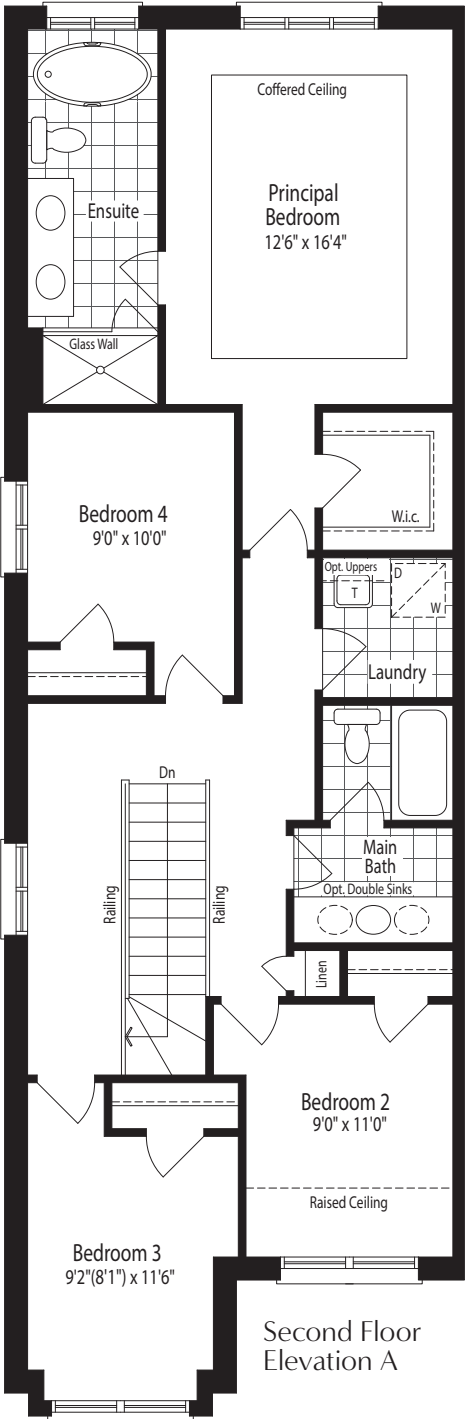 Coffered Ceiling
Principal
Bedroom
12'6" x 16'4"
Ensuite
Glass Wall
W.i.c.
Bedroom 4
9'0" x 10'0"
Opt. Uppers
D
T
W
Laundry
Dn
Railing
Railing
Main
Bath
Opt. Double Sinks
Linen
Bedroom 2
9'0" x 11'0"
Raised Ceiling
Bedroom 3
9'2"(8'1") x 11'6"
Second Floor
Elevation A